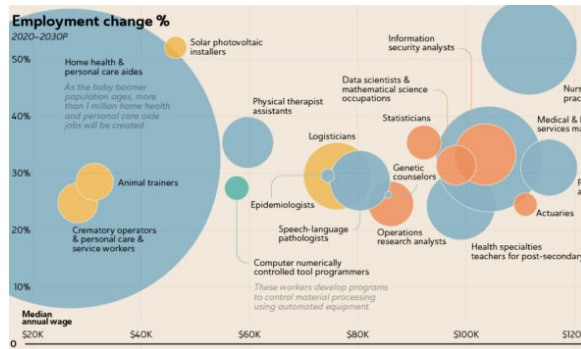 Employment change %
2020–2030P
50%
40%
30%
20%
10%
0
Solar photovoltaic
installers
Home health &
personal care aides
As the baby boomer
population ages, more
than 1 million home health
and personal care aide
jobs will be created.
Information
security analysts
Data scientists &
mathematical science
occupations
Physical therapist
assistants
Statisticians
Logisticians
Medical &
services ma
Animal trainers
Genetic
counselors
Epidemiologists
Crematory operators
& personal care &
service workers
Speech-language
pathologists
Operations
research analysts
Actuaries
Health specialties
teachers for post-secondary
Computer numerically
controlled tool programmers
These workers develop programs
to control material processing
using automated equipment.
Median
annual wage
$20K
$40K
$60K
$80K
$100K
$120